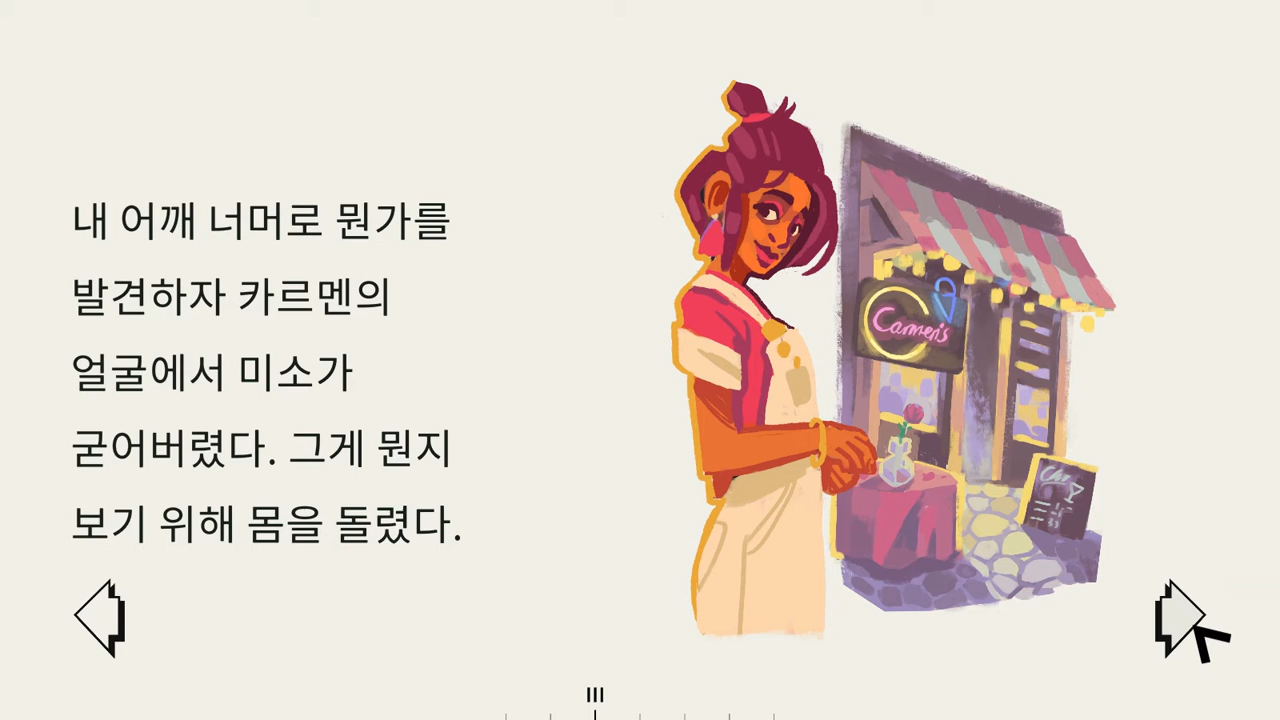 내 어깨 너머로 뭔가를
발견하자 카르멘의
얼굴에서 미소가
굳어버렸다. 그게 뭔지
보기 위해 몸을 돌렸다.
Carmen's
III